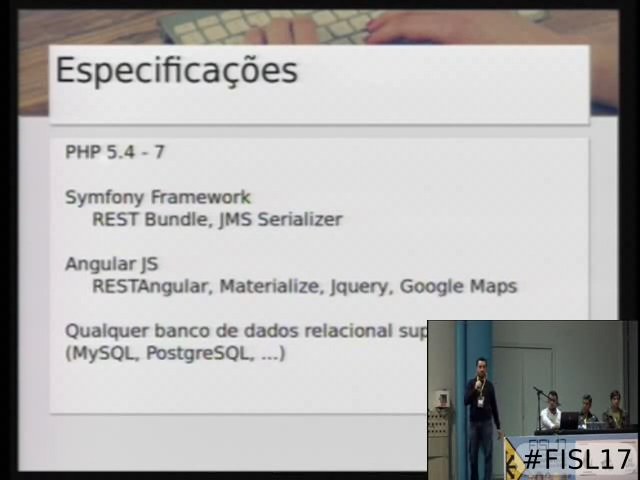 Especificações
PHP 5.4 - 7
Symfony Framework
REST Bundle, JMS Serializer
Angular JS
RESTAngular, Materialize, Jquery, Google Maps
Qualquer banco de dados relacional
(MySQL, PostgreSQL, ...)
FISL17
#FISL17